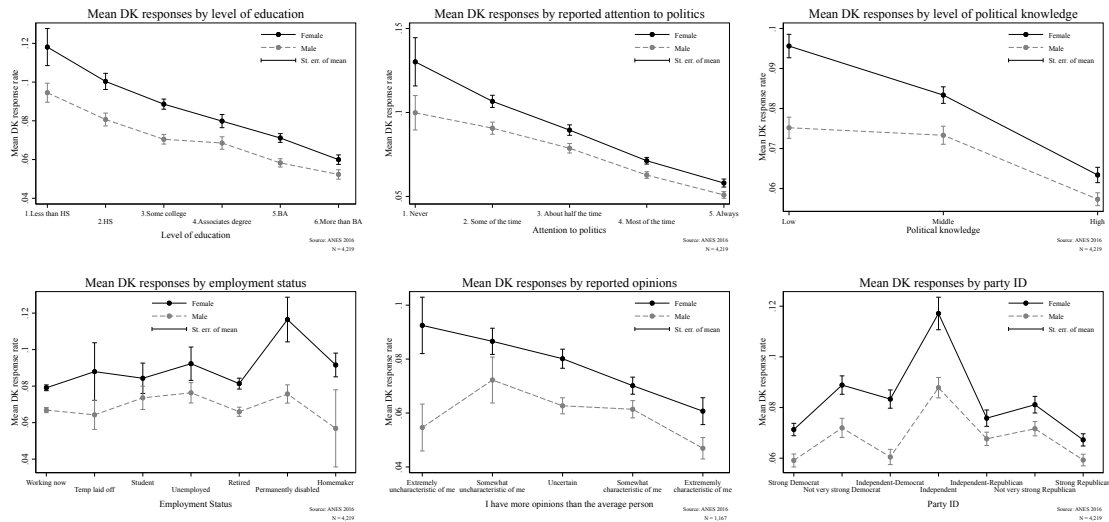 Mean DK responses by level of education
Female
Male
St. err. of mean
Mean DK response rate
.12
.1
.08
.06
.04
1.Less than HS
2.HS
3.Some college
4.Associates degree
5.BA
6.More than BA
Level of education
Source: ANES 2016
N = 4,219
Mean DK responses by reported attention to politics
Female
Male
St. err. of mean
Mean DK response rate
.15
.1
.05
1. Never
2. Some of the time
3. About half the time
4. Most of the time
5. Always
Attention to politics
Source: ANES 2016
N = 4,219
Mean DK responses by level of political knowledge
Female
Male
St. err. of mean
Mean DK response rate
.1
.09
.08
.07
.06
Low
Middle
High
Political knowledge
Source: ANES 2016
N = 4,219
Mean DK responses by employment status
Female
Male
St. err. of mean
Mean DK response rate
.12
.1
.08
.06
.04
Working now
Temp laid off
Student
Unemployed
Retired
Permanently disabled
Homemaker
Employment Status
Source: ANES 2016
N = 4,219
Mean DK responses by reported opinions
Female
Male
St. err. of mean
Mean DK response rate
.1
.08
.06
.04
Extremely
uncharacteristic of me
Somewhat
uncharacteristic of me
Uncertain
Somewhat
characteristic of me
Extrememly
characteristic of me
I have more opinions than the average person
Source: ANES 2016
N = 1,167
Mean DK responses by party ID
Female
Male
St. err. of mean
Mean DK response rate
.12
.1
.08
.06
Strong Democrat
Not very strong Democrat
Independent-Democrat
Independent
Independent-Republican
Not very strong Republican
Strong Republican
Party ID
Source: ANES 2016
N = 4,219